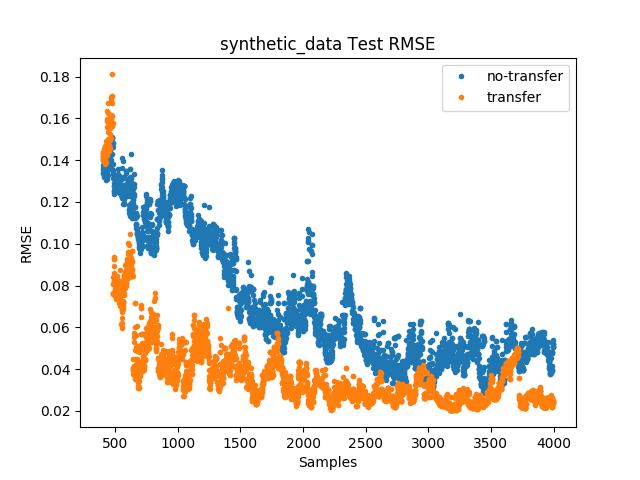 synthetic_data Test RMSE
no-transfer
transfer
RMSE
0.18
0.16
0.14
0.12
0.10
0.08
0.06
0.04
0.02
500 1000 1500 2000 2500 3000 3500 4000
Samples